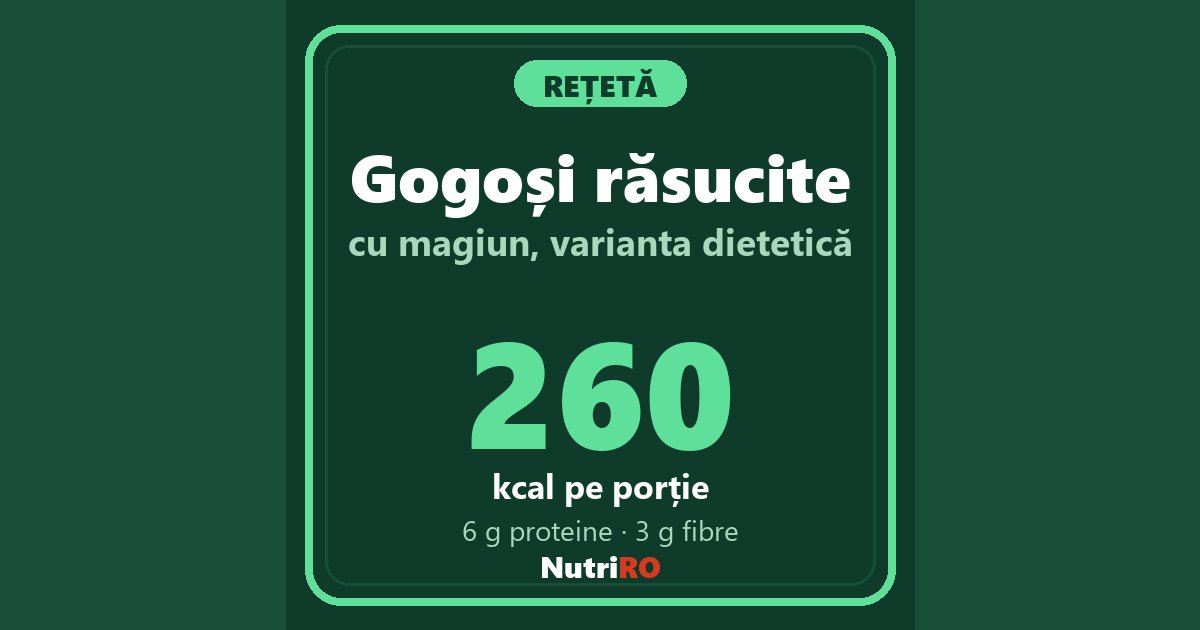 REȚETĂ
Gogoși răsucite
cu magiun, varianta dietetică
260
kcal pe porție
6 g proteine · 3 g fibre
NutriRO